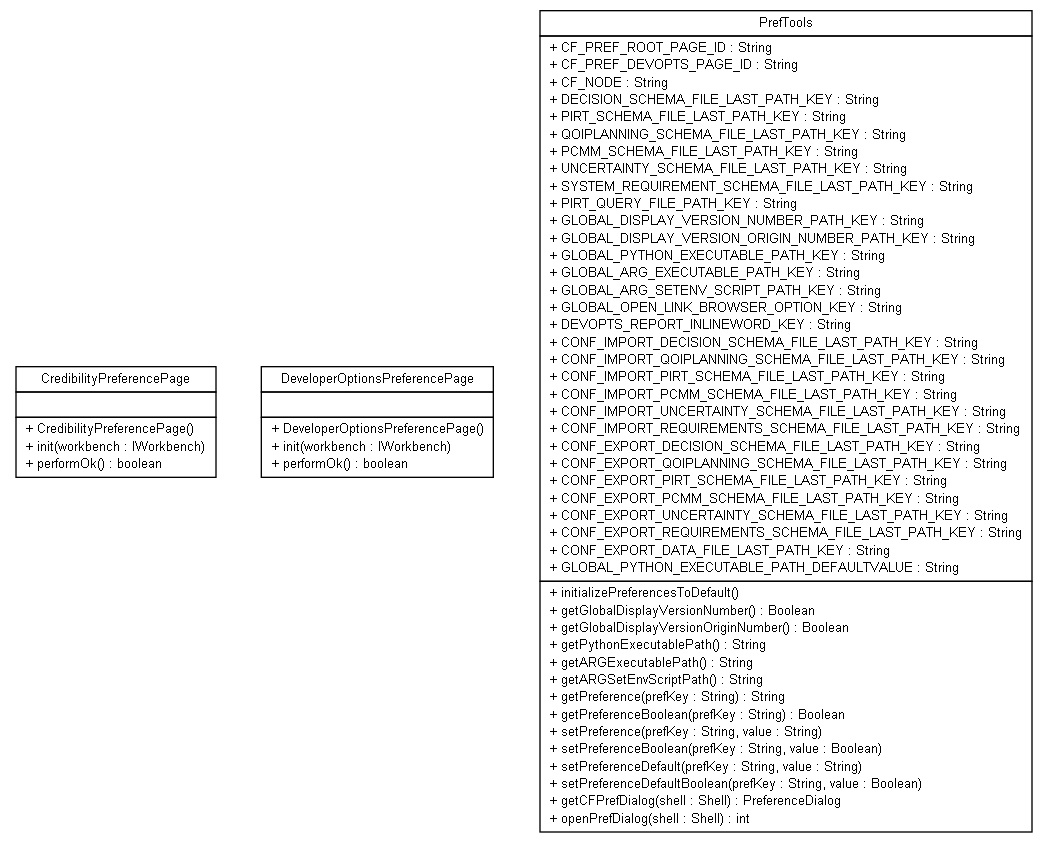 CredibilityPreferencePage
+ CredibilityPreferencePage()
+ init(workbench : IWorkbench)
+ performOk() : boolean
DeveloperOptionsPreferencePage
+ DeveloperOptionsPreferencePage()
+ init(workbench : IWorkbench)
+ performOk() : boolean
PrefTools
+ CF_PREF_ROOT_PAGE_ID : String
+ CF_PREF_DEVOPTS_PAGE_ID : String
+ CF_NODE : String
+ DECISION_SCHEMA_FILE_LAST_PATH_KEY : String
+ PIRT_SCHEMA_FILE_LAST_PATH_KEY : String
+ QOIPLANNING_SCHEMA_FILE_LAST_PATH_KEY : String
+ PCMM_SCHEMA_FILE_LAST_PATH_KEY : String
+ UNCERTAINTY_SCHEMA_FILE_LAST_PATH_KEY : String
+ SYSTEM_REQUIREMENT_SCHEMA_FILE_LAST_PATH_KEY : String
+ PIRT_QUERY_FILE_PATH_KEY : String
+ GLOBAL_DISPLAY_VERSION_NUMBER_PATH_KEY : String
+ GLOBAL_DISPLAY_VERSION_ORIGIN_NUMBER_PATH_KEY : String
+ GLOBAL_PYTHON_EXECUTABLE_PATH_KEY : String
+ GLOBAL_ARG_EXECUTABLE_PATH_KEY : String
+ GLOBAL_ARG_SETENV_SCRIPT_PATH_KEY : String
+ GLOBAL_OPEN_LINK_BROWSER_OPTION_KEY : String
+ DEVOPTS_REPORT_INLINEWORD_KEY : String
+ CONF_IMPORT_DECISION_SCHEMA_FILE_LAST_PATH_KEY : String
+ CONF_IMPORT_QOIPLANNING_SCHEMA_FILE_LAST_PATH_KEY : String
+ CONF_IMPORT_PIRT_SCHEMA_FILE_LAST_PATH_KEY : String
+ CONF_IMPORT_PCMM_SCHEMA_FILE_LAST_PATH_KEY : String
+ CONF_IMPORT_UNCERTAINTY_SCHEMA_FILE_LAST_PATH_KEY : String
+ CONF_IMPORT_REQUIREMENTS_SCHEMA_FILE_LAST_PATH_KEY : String
+ CONF_EXPORT_DECISION_SCHEMA_FILE_LAST_PATH_KEY : String
+ CONF_EXPORT_QOIPLANNING_SCHEMA_FILE_LAST_PATH_KEY : String
+ CONF_EXPORT_PIRT_SCHEMA_FILE_LAST_PATH_KEY : String
+ CONF_EXPORT_PCMM_SCHEMA_FILE_LAST_PATH_KEY : String
+ CONF_EXPORT_UNCERTAINTY_SCHEMA_FILE_LAST_PATH_KEY : String
+ CONF_EXPORT_REQUIREMENTS_SCHEMA_FILE_LAST_PATH_KEY : String
+ CONF_EXPORT_DATA_FILE_LAST_PATH_KEY : String
+ GLOBAL_PYTHON_EXECUTABLE_PATH_DEFAULTVALUE : String
+ initializePreferencesToDefault()
+ getGlobalDisplayVersionNumber() : Boolean
+ getGlobalDisplayVersionOriginNumber() : Boolean
+ getPythonExecutablePath() : String
+ getARGExecutablePath() : String
+ getARGSetEnvScriptPath() : String
+ getPreference(prefKey : String) : String
+ getPreferenceBoolean(prefKey : String) : Boolean
+ setPreference(prefKey : String, value : String)
+ setPreferenceBoolean(prefKey : String, value : Boolean)
+ setPreferenceDefault(prefKey : String, value : String)
+ setPreferenceDefaultBoolean(prefKey : String, value : Boolean)
+ getCFPrefDialog(shell : Shell) : PreferenceDialog
+ openPrefDialog(shell : Shell) : int